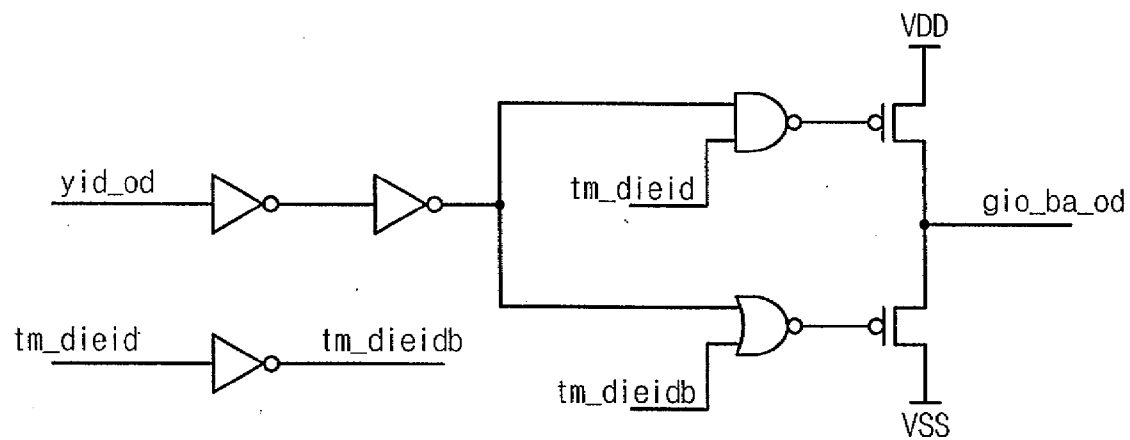 VDD
yid_od
tm_dieid
gio_ba_od
tm_dieid
tm_dieidb
tm_dieidb
VSS